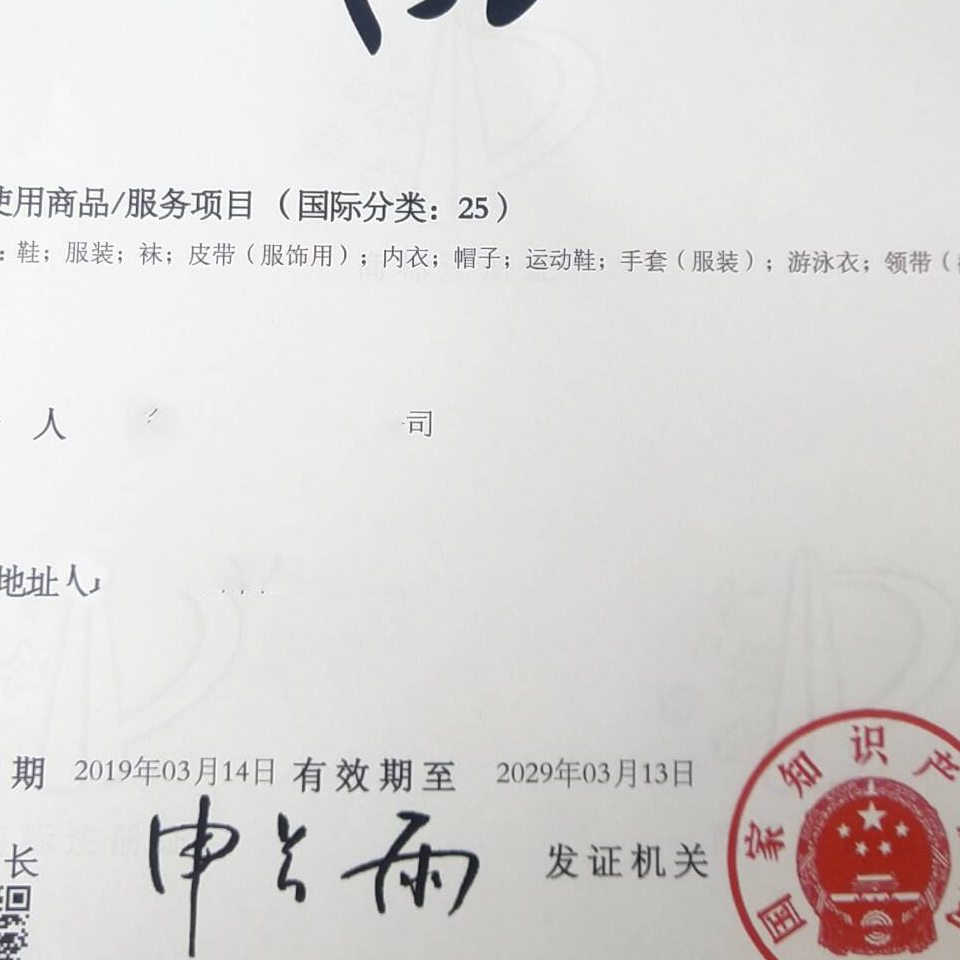 使用商品/服务项目（国际分类：25）
：鞋；服装；袜；皮带（服饰用）；内衣；帽子；运动鞋；手套（服装）；游泳衣；领带（
人 司
地址人
期 2019年03月14日 有效期至 2029年03月13日
长 申长雨 发证机关
国家知识产